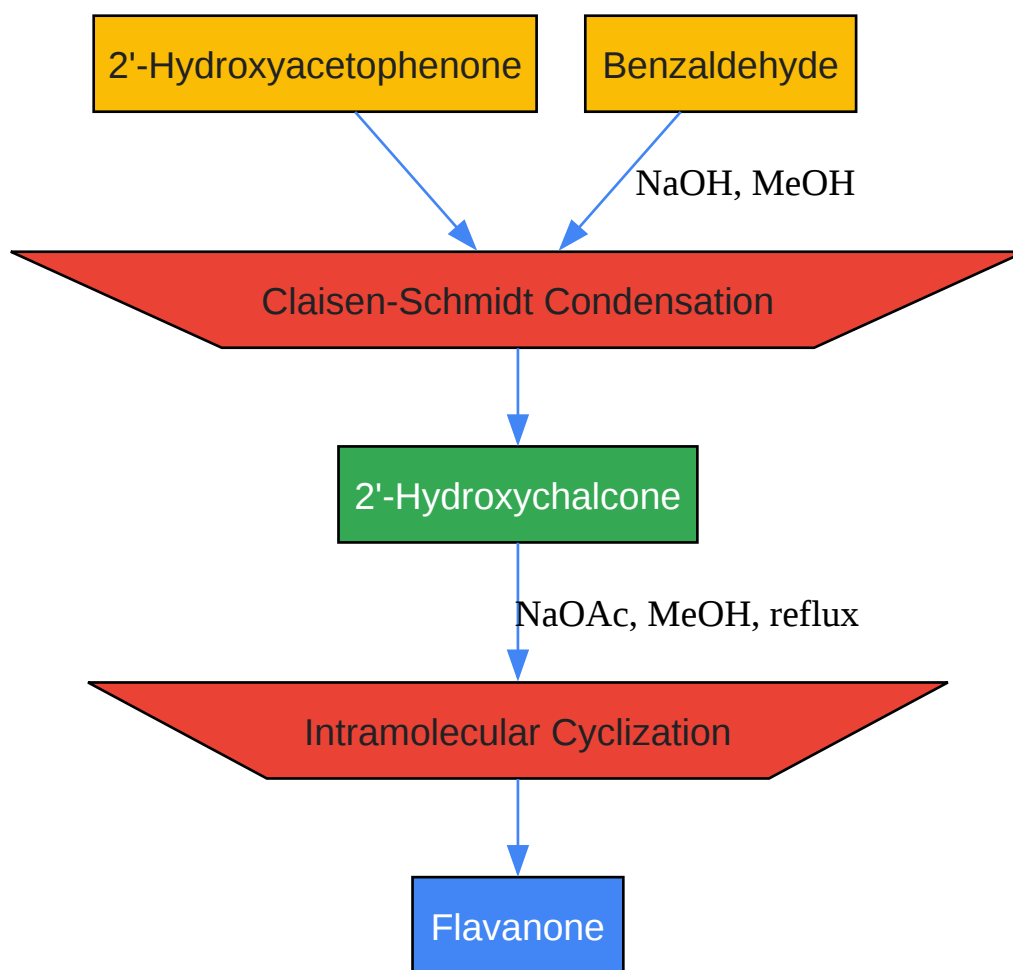 2'-Hydroxyacetophenone
Benzaldehyde
NaOH, MeOH
Claisen-Schmidt Condensation
2'-Hydroxychalcone
NaOAc, MeOH, reflux
Intramolecular Cyclization
Flavanone